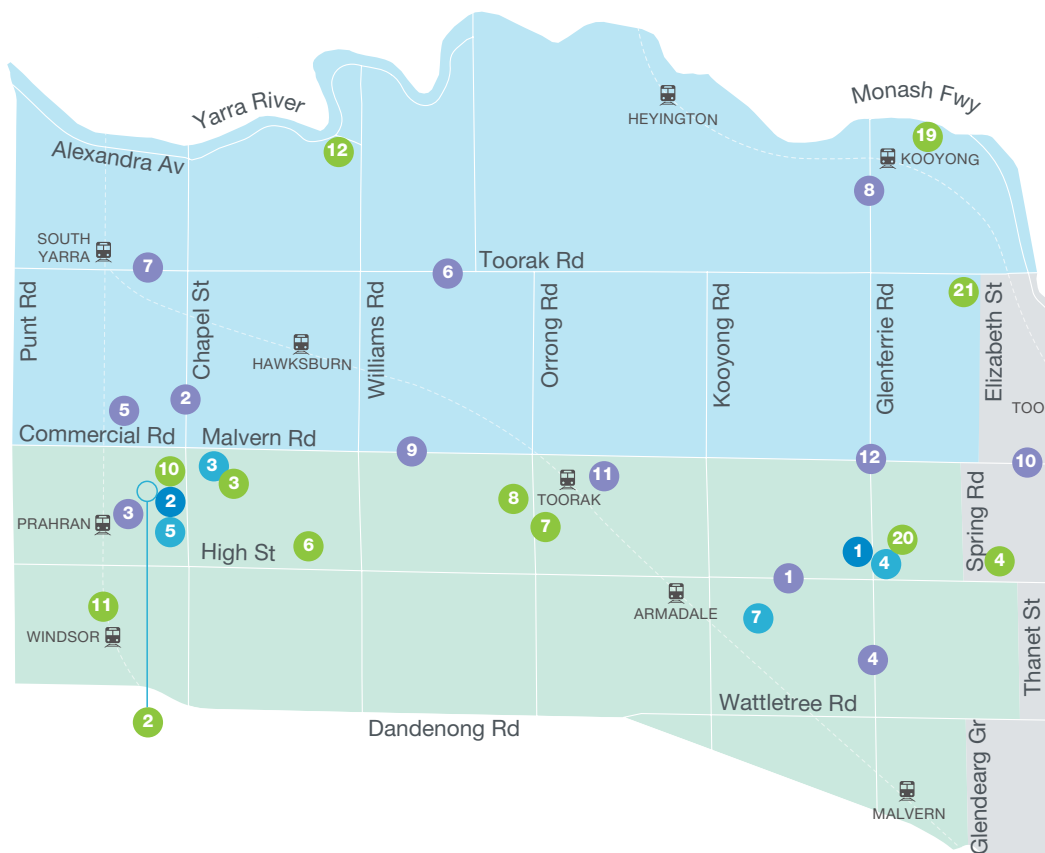 Yarra River
Monash Fwy
HEYINGTON
19
Alexandra Av
12
KOOYONG
8
SOUTH
YARRA
7
6
Toorak Rd
21
Punt Rd
Chapel St
Williams Rd
Orrong Rd
Kooyong Rd
Glenferrie Rd
Elizabeth St
HAWKSBURN
2
5
TOO
Commercial Rd
Malvern Rd
9
12
10
10
3
3
11
TOORAK
8
2
3
PRAHRAN
5
7
6
High St
1
20
4
Spring Rd
4
1
11
ARMADALE
7
WINDSOR
4
Thanet St
2
Wattletree Rd
Dandenong Rd
Glendearg Gr
MALVERN